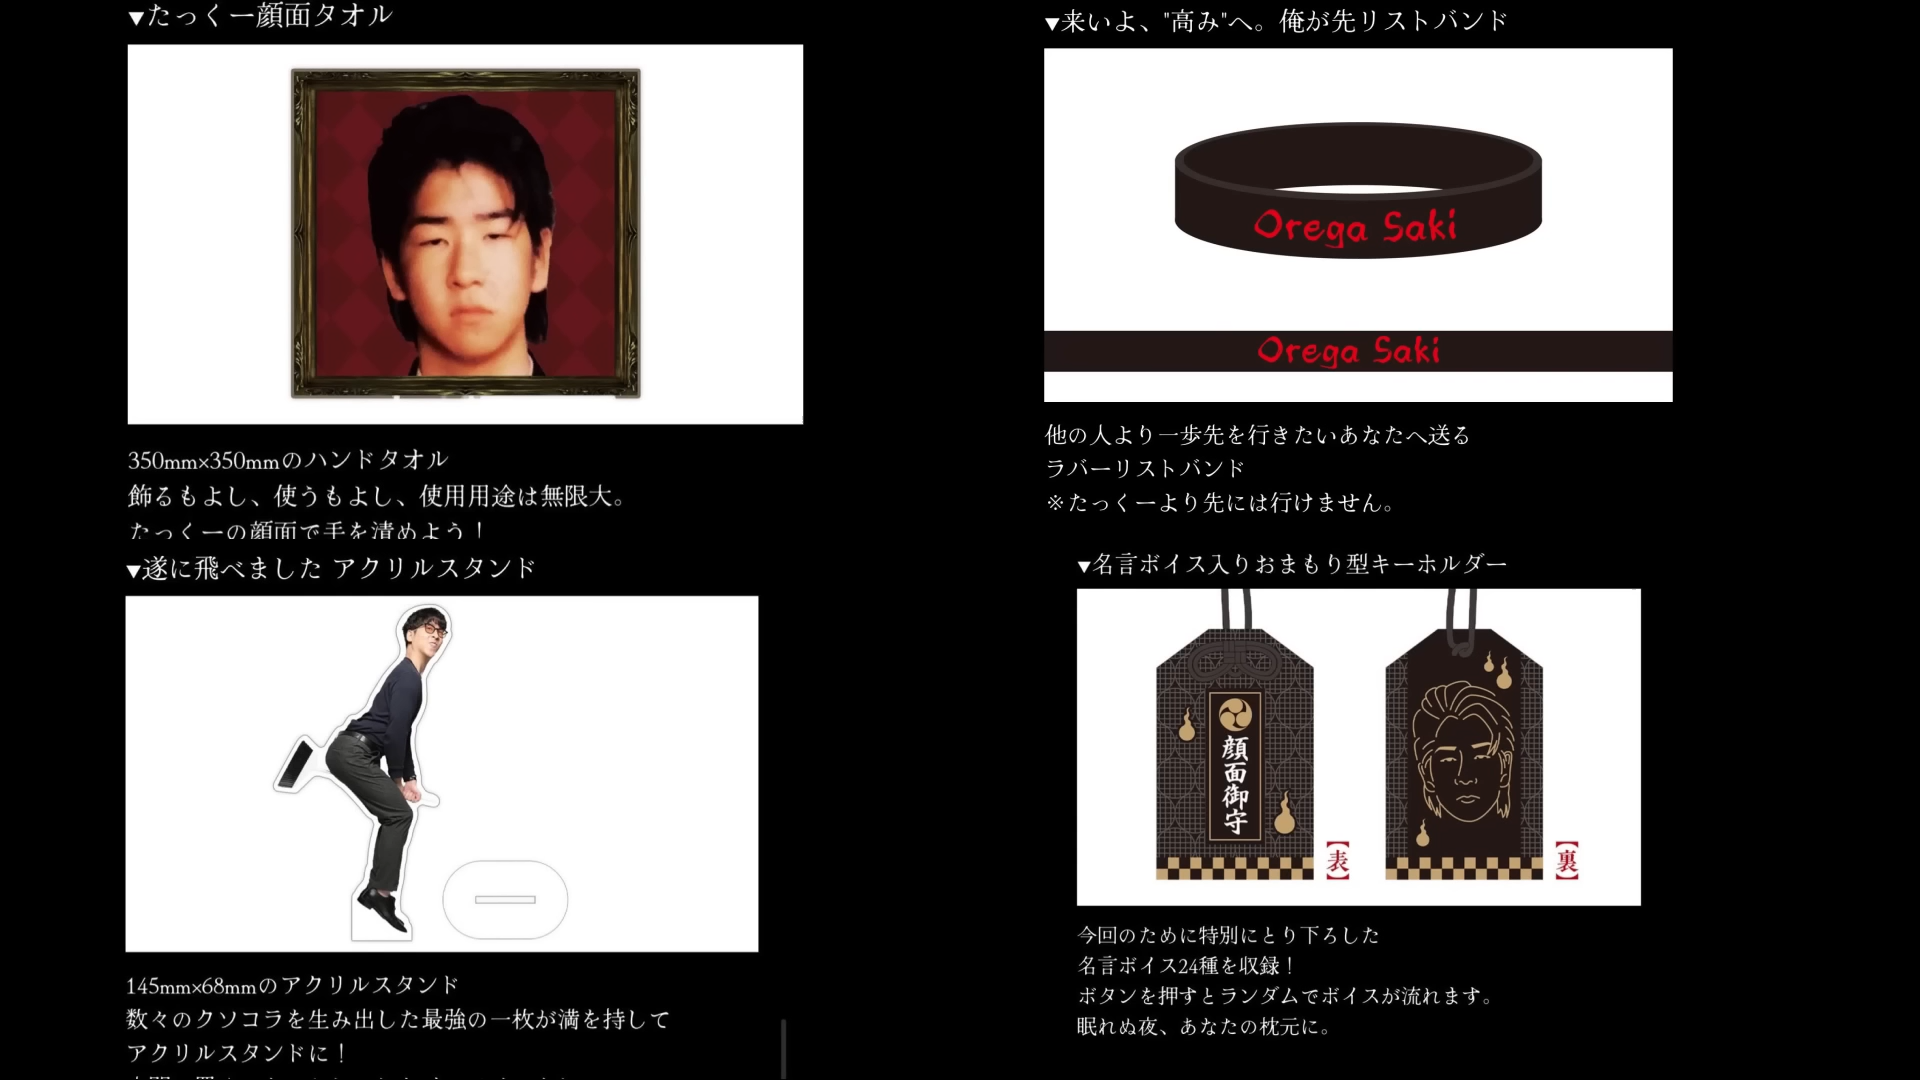 ▼たっくー顔面タオル
350mm×350mmのハンドタオル
飾るもよし、使うもよし、使用用途は無限大。
たっくーの顔面で手を清めよう！
▼来いよ、"高み"へ。俺が先リストバンド
Orega Saki
Orega Saki
他の人より一歩先を行きたいあなたへ送る
ラバーリストバンド
※たっくーより先には行けません。
▼遂に飛べました アクリルスタンド
145mm×68mmのアクリルスタンド
数々のクソコラを生み出した最強の一枚が満を持して
アクリルスタンドに！
▼名言ボイス入りおまもり型キーホルダー
顔面御守
【表】
【裏】
今回のために特別にとり下ろした
名言ボイス24種を収録！
ボタンを押すとランダムでボイスが流れます。
眠れぬ夜、あなたの枕元に。